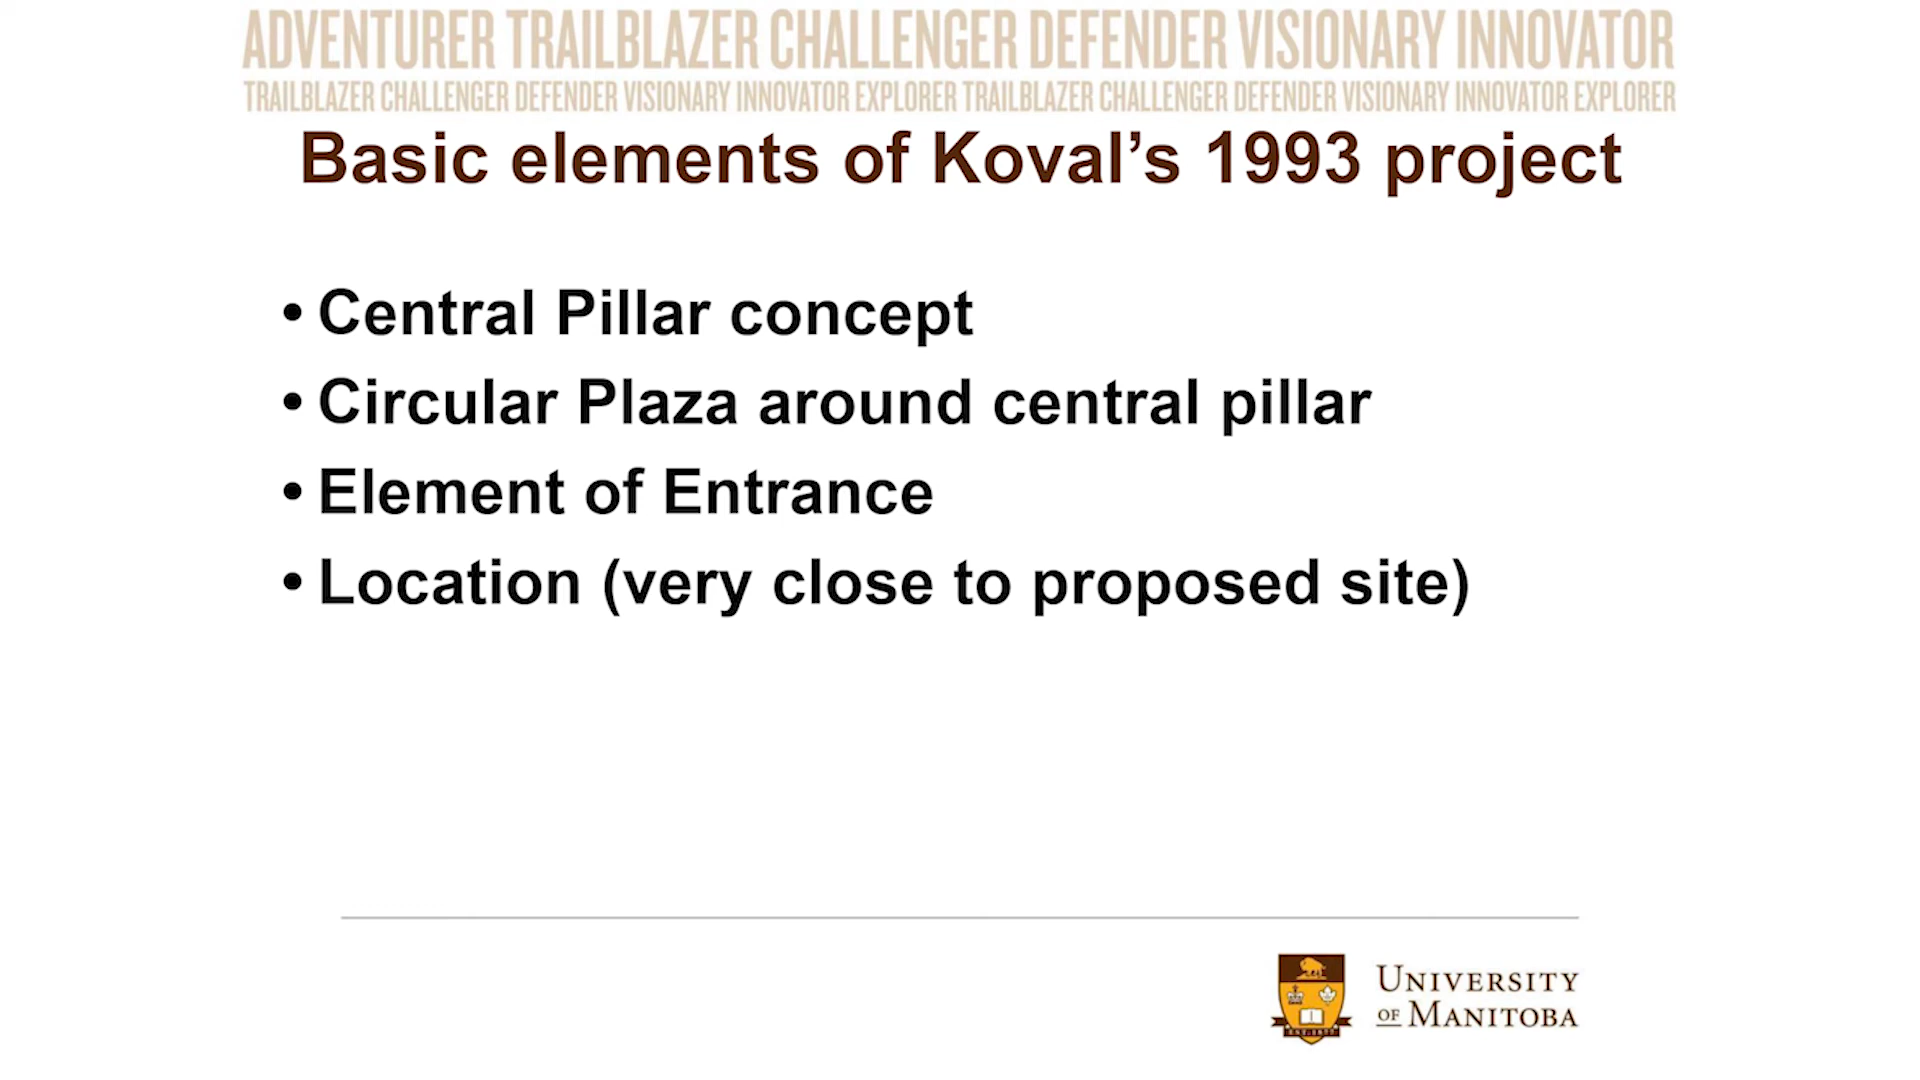 ADVENTURER TRAILBLAZER CHALLENGER DEFENDER VISIONARY INNOVATOR
TRAILBLAZER CHALLENGER DEFENDER VISIONARY INNOVATOR EXPLORER TRAILBLAZER CHALLENGER DEFENDER VISIONARY INNOVATOR EXPLORER
Basic elements of Koval’s 1993 project
• Central Pillar concept
• Circular Plaza around central pillar
• Element of Entrance
• Location (very close to proposed site)
UNIVERSITY
OF MANITOBA
EST. 1877